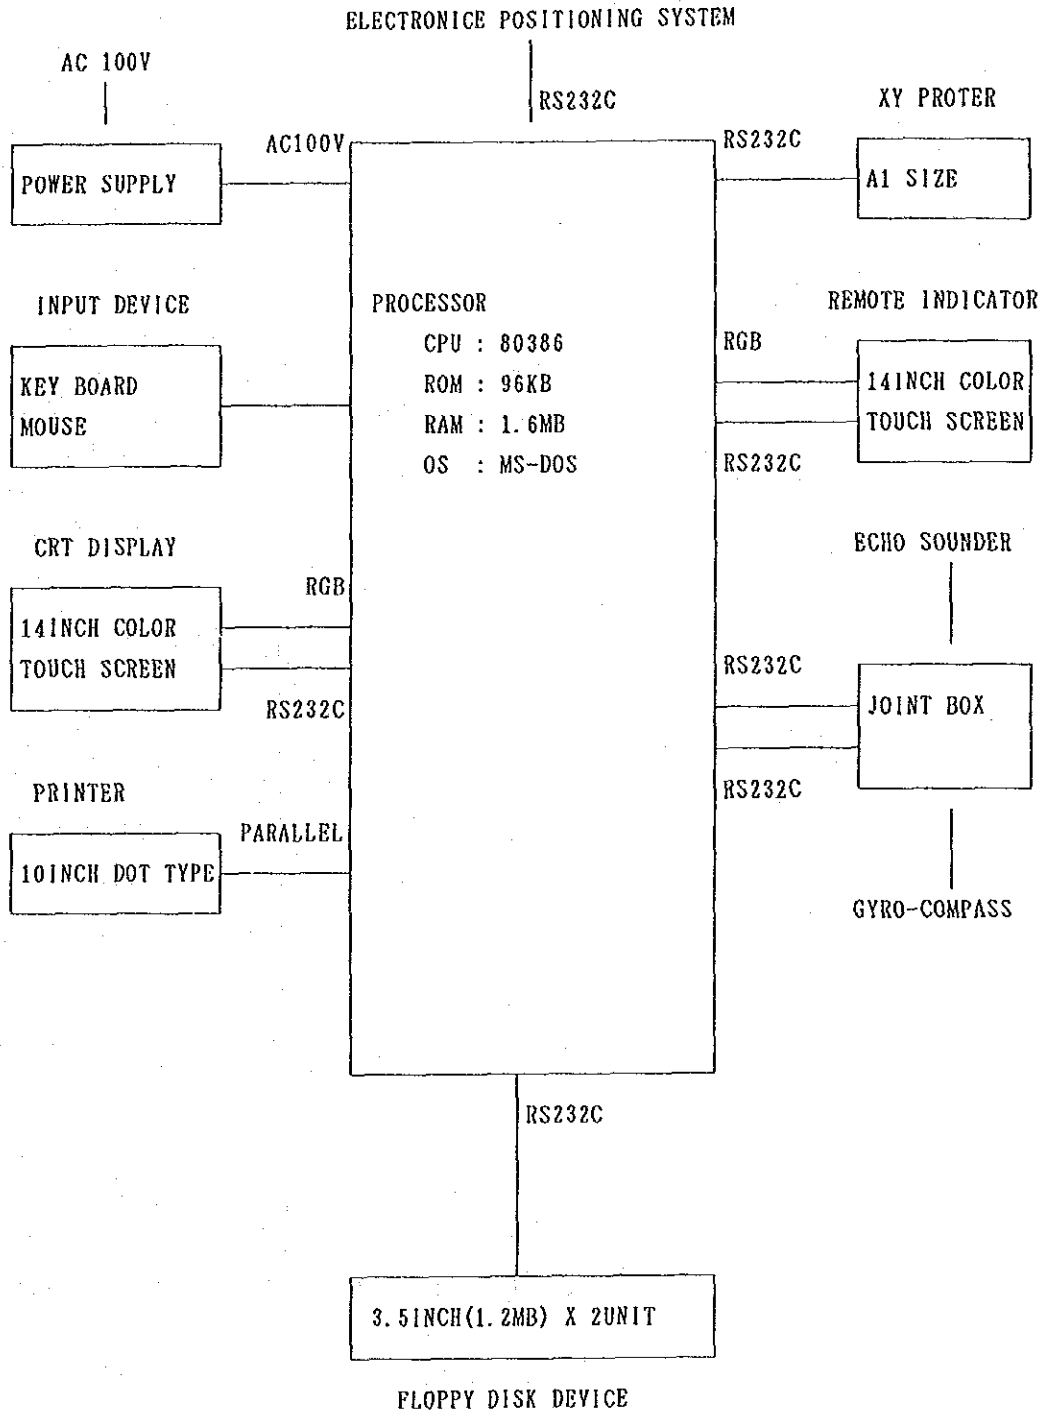 ELECTRONICE POSITIONING SYSTEM
AC 100V
RS232C
XY PROTER
AC100V
RS232C
POWER SUPPLY
A1 SIZE
INPUT DEVICE
PROCESSOR
REMOTE INDICATOR
CPU : 80386
RGB
KEY BOARD
ROM : 96KB
14INCH COLOR
MOUSE
RAM : 1.6MB
TOUCH SCREEN
OS : MS-DOS
RS232C
CRT DISPLAY
ECHO SOUNDER
RGB
14INCH COLOR
TOUCH SCREEN
RS232C
RS232C
JOINT BOX
PRINTER
RS232C
PARALLEL
10INCH DOT TYPE
GYRO-COMPASS
RS232C
3.5INCH(1.2MB) X 2UNIT
FLOPPY DISK DEVICE